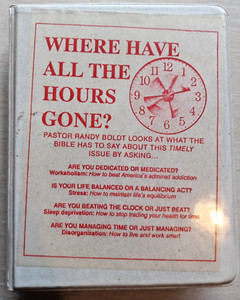 WHERE HAVE
ALL THE
HOURS
GONE?
PASTOR RANDY BOLDT LOOKS AT WHAT THE
BIBLE HAS TO SAY ABOUT THIS TIMELY
ISSUE BY ASKING...
ARE YOU DEDICATED OR MEDICATED?
Workaholism: How to beat America's admired addiction
IS YOUR LIFE BALANCED OR A BALANCING ACT?
Stress: How to maintain life's equilibrium
ARE YOU BEATING THE CLOCK OR JUST BEAT?
Sleep deprivation: How to stop trading your health for time
ARE YOU MANAGING TIME OR JUST MANAGING?
Disorganization: How to live and work smart